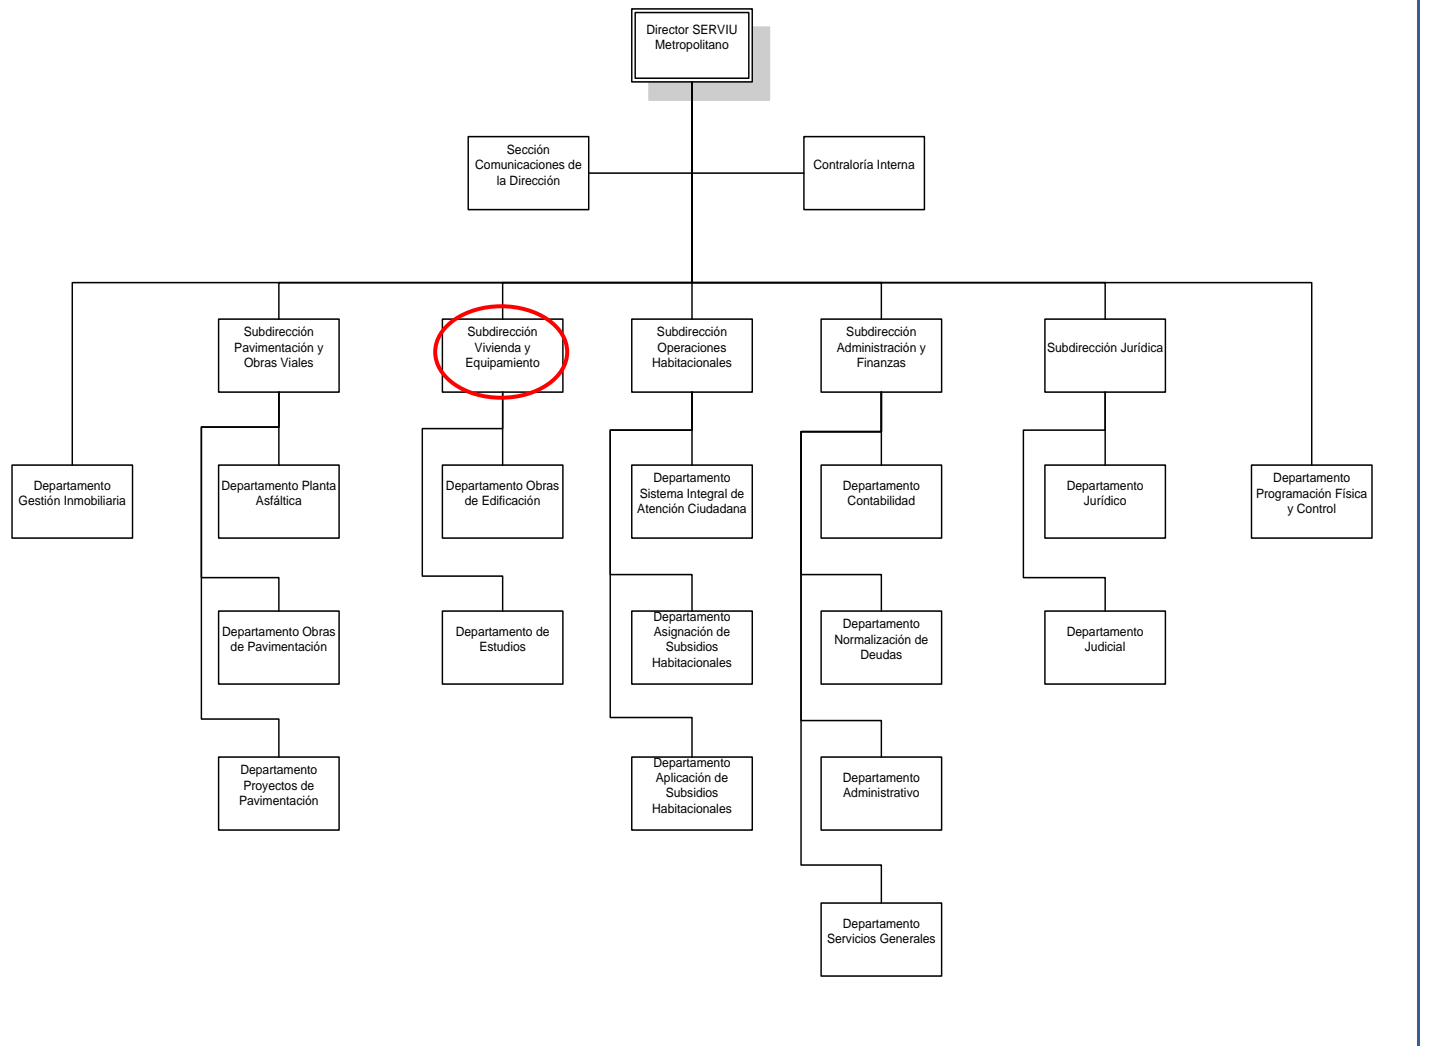 Director SERVIU
Metropolitano
Sección
Comunicaciones de
la Dirección
Contraloría Interna
Subdirección
Pavimentación y
Obras Viales
Subdirección
Vivienda y
Equipamiento
Subdirección
Operaciones
Habitacionales
Subdirección
Administración y
Finanzas
Subdirección Jurídica
Departamento
Gestión Inmobiliaria
Departamento Planta
Asfáltica
Departamento Obras
de Edificación
Departamento
Sistema Integral de
Atención Ciudadana
Departamento
Contabilidad
Departamento
Jurídico
Departamento
Programación Física
y Control
Departamento Obras
de Pavimentación
Departamento de
Estudios
Departamento
Asignación de
Subsidios
Habitacionales
Departamento
Normalización de
Deudas
Departamento
Judicial
Departamento
Proyectos de
Pavimentación
Departamento
Aplicación de
Subsidios
Habitacionales
Departamento
Administrativo
Departamento
Servicios Generales